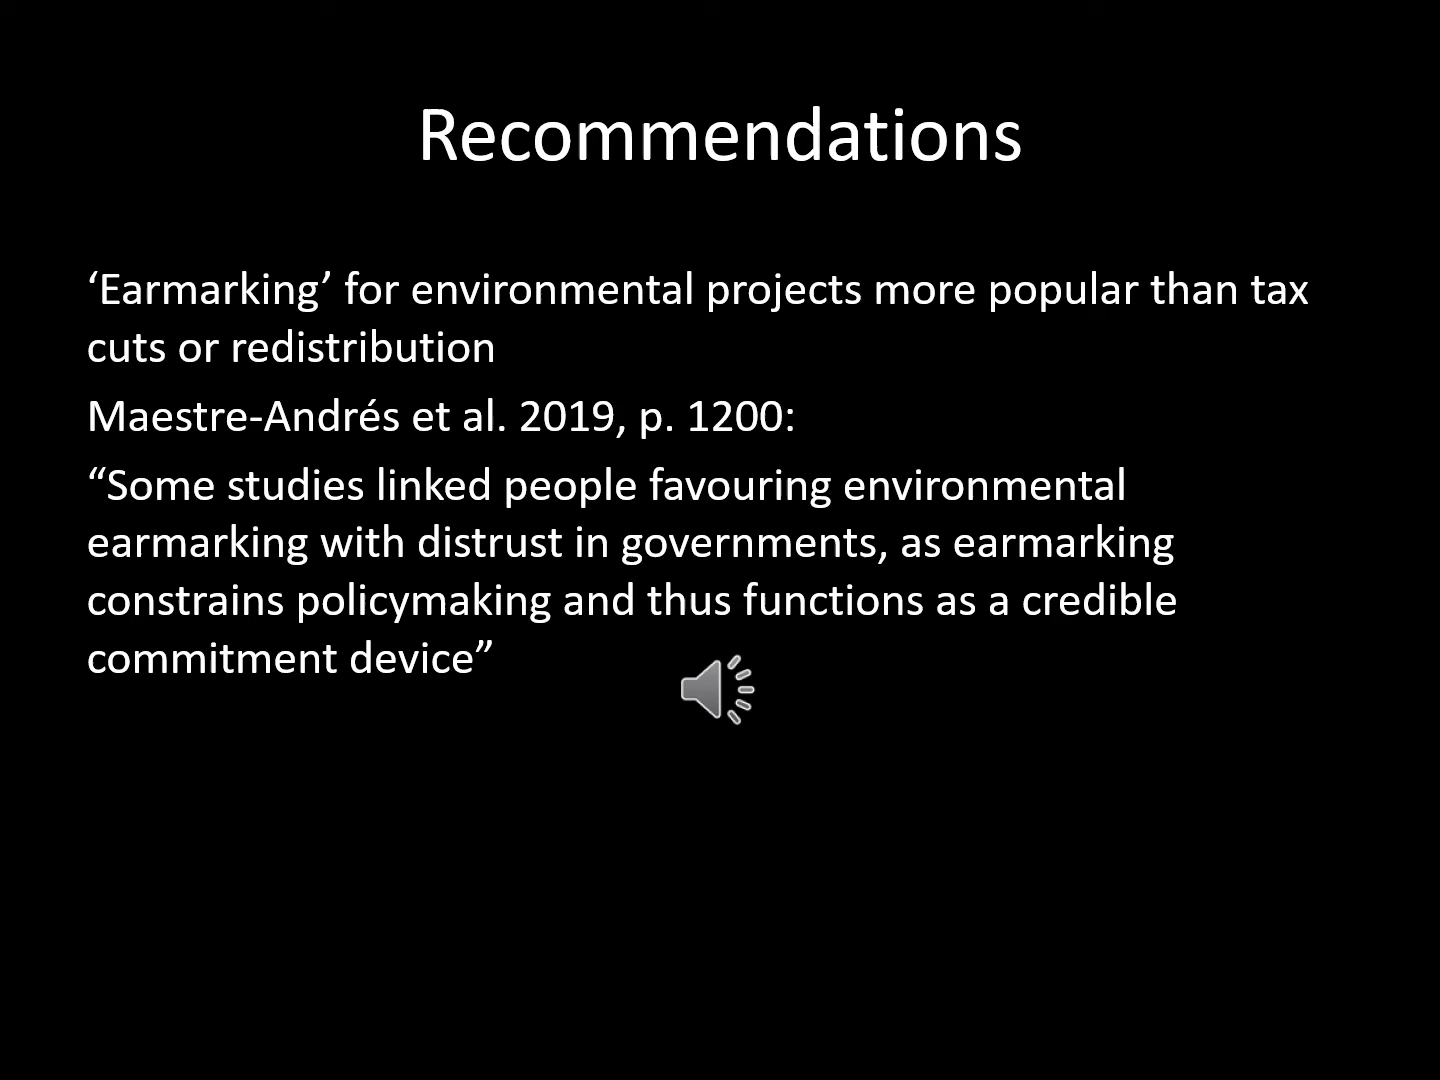 Recommendations
‘Earmarking’ for environmental projects more popular than tax
cuts or redistribution
Maestre-Andrés et al. 2019, p. 1200:
“Some studies linked people favouring environmental
earmarking with distrust in governments, as earmarking
constrains policymaking and thus functions as a credible
commitment device”